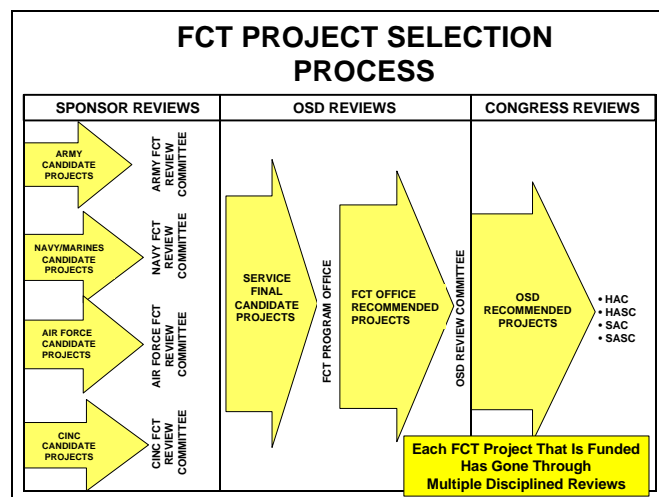 FCT PROJECT SELECTION
PROCESS
SPONSOR REVIEWS
OSD REVIEWS
CONGRESS REVIEWS
ARMY
CANDIDATE
PROJECTS
ARMY FCT
REVIEW
COMMITTEE
NAVY/MARINES
CANDIDATE
PROJECTS
NAVY FCT
REVIEW
COMMITTEE
AIR FORCE
CANDIDATE
PROJECTS
AIR FORCE FCT
REVIEW
COMMITTEE
CINC
CANDIDATE
PROJECTS
CINC FCT
REVIEW
COMMITTEE
SERVICE
FINAL
CANDIDATE
PROJECTS
FCT PROGRAM OFFICE
FCT OFFICE
RECOMMENDED
PROJECTS
OSD REVIEW COMMITTEE
OSD
RECOMMENDED
PROJECTS
• HAC
• HASC
• SAC
• SASC
Each FCT Project That Is Funded
Has Gone Through
Multiple Disciplined Reviews